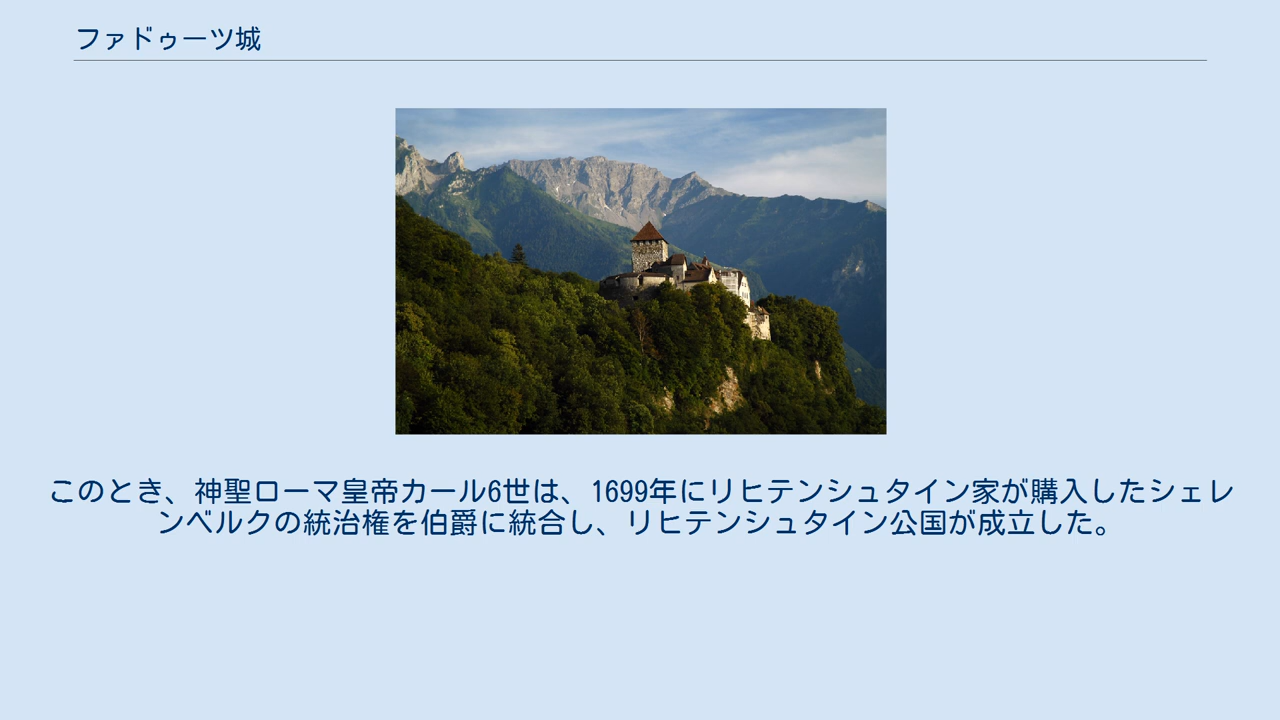 ファドゥーツ城
このとき、神聖ローマ皇帝カール6世は、1699年にリヒテンシュタイン家が購入したシェレ
ンベルクの統治権を伯爵に統合し、リヒテンシュタイン公国が成立した。